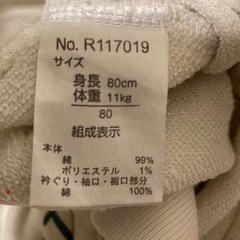 No. R117019
サイズ
身長 80cm
体重 11kg
80
組成表示
本体
綿 99%
ポリエステル 1%
衿ぐり・袖口・裾口部分
綿 100%